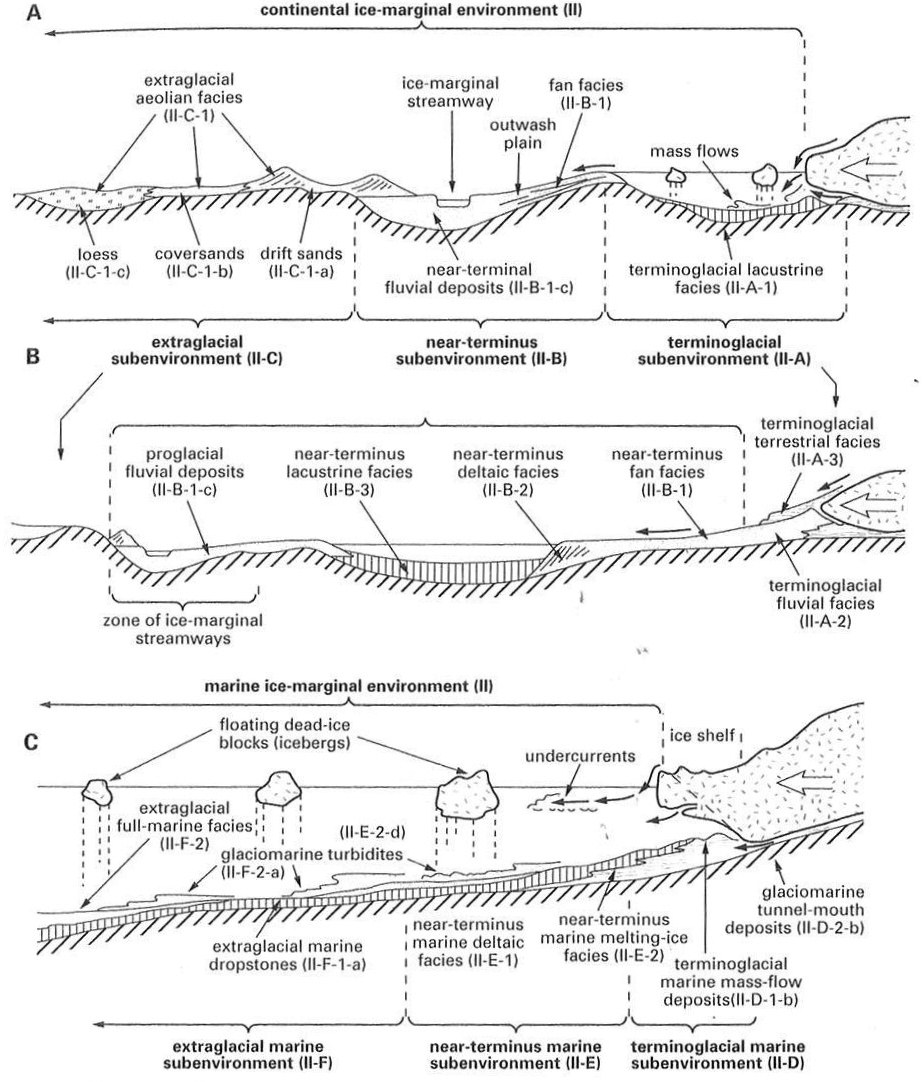 A
continental ice-marginal environment (II)
extraglacial
aeolian facies
(II-C-1)
ice-marginal
streamway
fan facies
(II-B-1)
outwash
plain
mass flows
loess
(II-C-1-c)
coversands
(II-C-1-b)
drift sands
(II-C-1-a)
near-terminal
fluvial deposits (II-B-1-c)
terminoglacial lacustrine
facies (II-A-1)
extraglacial
subenvironment (II-C)
near-terminus
subenvironment (II-B)
terminoglacial
subenvironment (II-A)
B
proglacial
fluvial deposits
(II-B-1-c)
near-terminus
lacustrine facies
(II-B-3)
near-terminus
deltaic facies
(II-B-2)
near-terminus
fan facies
(II-B-1)
terminoglacial
terrestrial facies
(II-A-3)
terminoglacial
fluvial facies
(II-A-2)
zone of ice-marginal
streamways
marine ice-marginal environment (II)
C
floating dead-ice
blocks (icebergs)
ice shelf
undercurrents
extraglacial
full-marine facies
(II-F-2)
(II-E-2-d)
glaciomarine turbidites
(II-F-2-a)
extraglacial marine
dropstones (II-F-1-a)
near-terminus
marine deltaic
facies (II-E-1)
near-terminus
marine melting-ice
facies (II-E-2)
glaciomarine
tunnel-mouth
deposits (II-D-2-b)
terminoglacial
marine mass-flow
deposits(II-D-1-b)
extraglacial marine
subenvironment (II-F)
near-terminus marine
subenvironment (II-E)
terminoglacial marine
subenvironment (II-D)